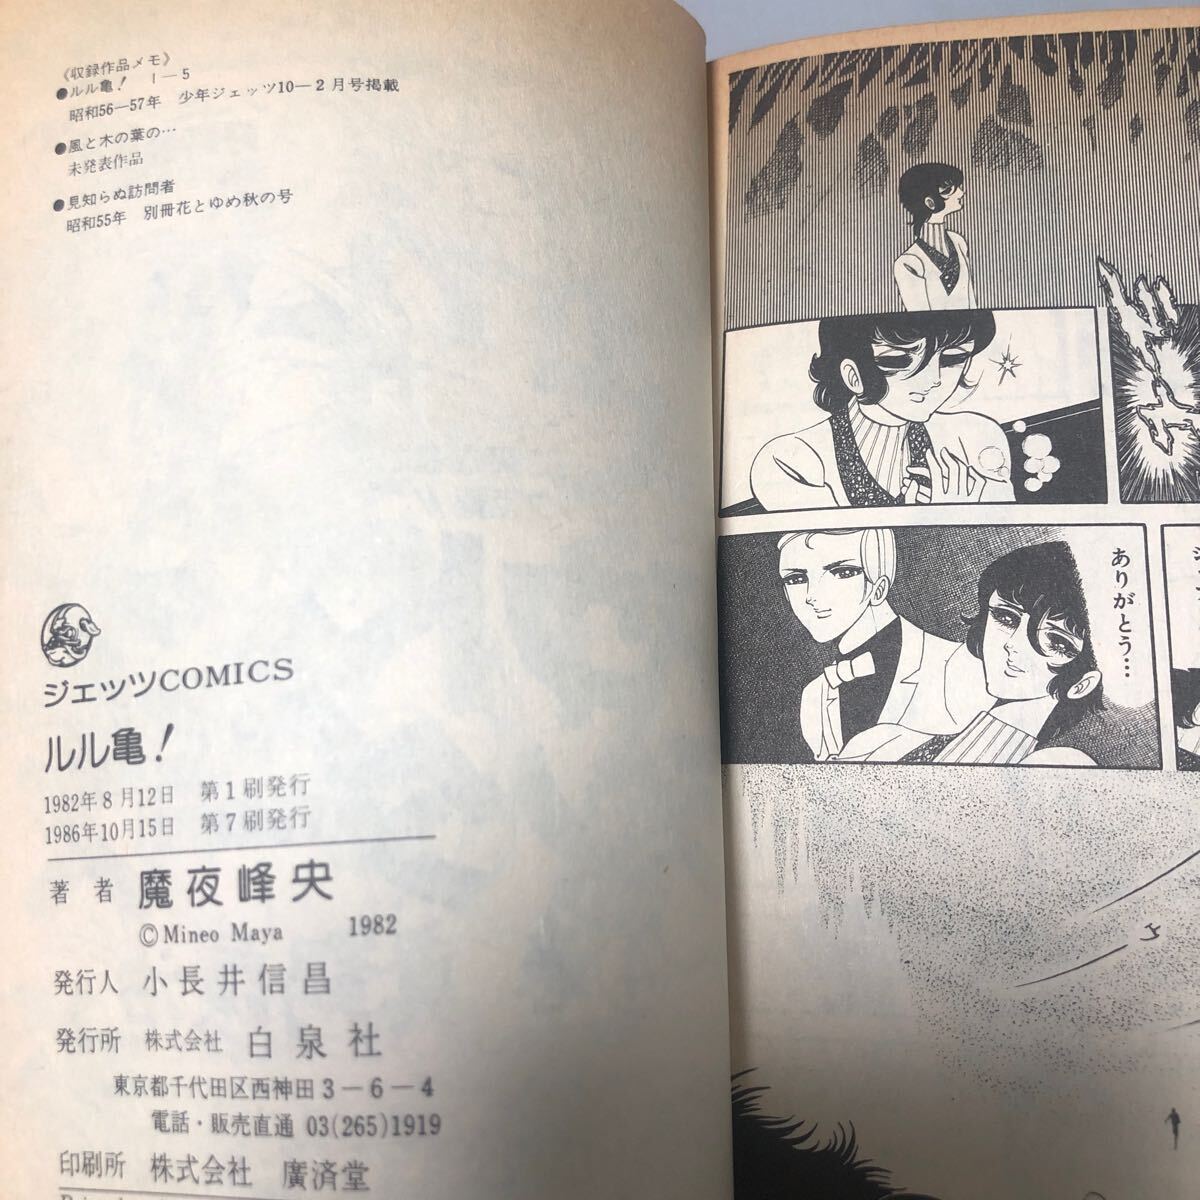 《収録作品メモ》
●ルル亀! 1−5
昭和56−57年 少年ジェッツ10−2月号掲載
●風と木の葉の…
未発表作品
●見知らぬ訪問者
昭和55年 別冊花とゆめ秋の号
ジェッツCOMICS
ルル亀!
1982年8月12日 第1刷発行
1986年10月15日 第7刷発行
著者 魔夜峰央
©Mineo Maya 1982
発行人 小長井信昌
発行所 株式会社 白泉社
東京都千代田区西神田3−6−4
電話・販売直通 03(265)1919
印刷所 株式会社 廣済堂
ありがとう…